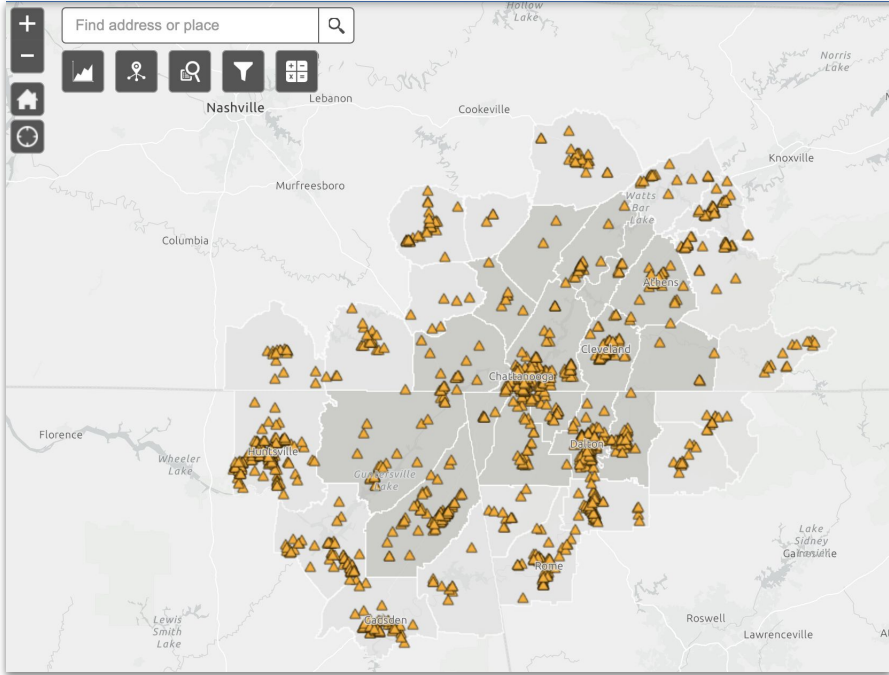 Hollow
Lake
Find address or place
Norris
Lake
Lebanon
Nashville
Cookeville
Knoxville
Murfreesboro
Watts
Bar
Lake
Columbia
Athens
Cleveland
Chattanooga
Florence
Dalton
Huntsville
Wheeler
Lake
Guntersville
Lake
Lake
Sidney
Lanier
Gainesville
Rome
Lewis
Smith
Lake
Gadsden
Roswell
Lawrenceville